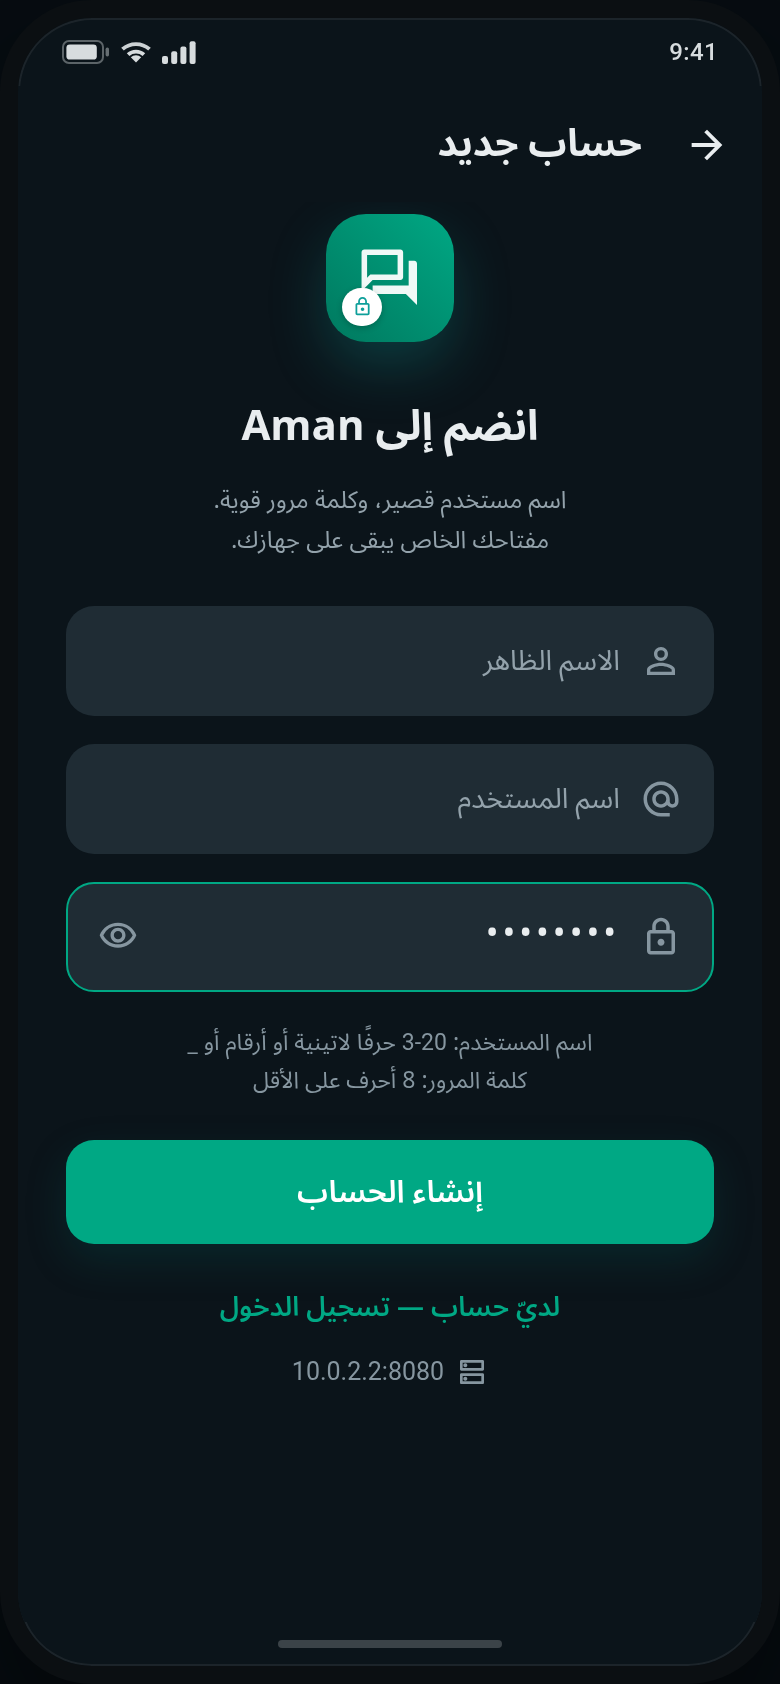 9:41
حساب جديد
انضم إلى Aman
اسم مستخدم قصير، وكلمة مرور قوية.
مفتاحك الخاص يبقى على جهازك.
الاسم الظاهر
اسم المستخدم
••••••••
اسم المستخدم: 20-3 حرفًا لاتينية أو أرقام أو _
كلمة المرور: 8 أحرف على الأقل
إنشاء الحساب
لديّ حساب — تسجيل الدخول
10.0.2.2:8080